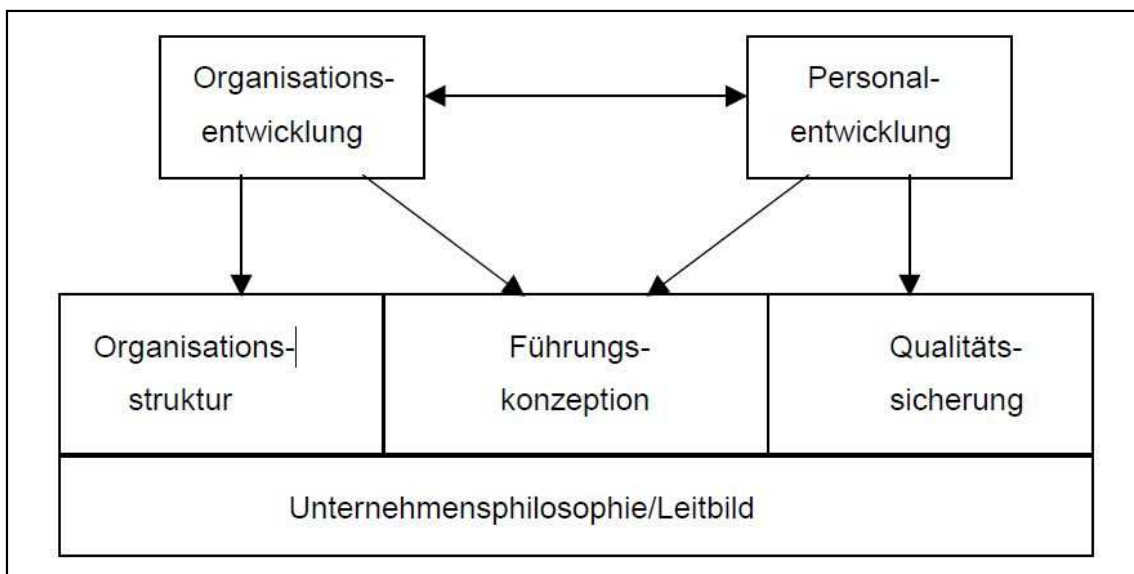 Organisations-
entwicklung
Personal-
entwicklung
Organisations-
struktur
Führungs-
konzeption
Qualitäts-
sicherung
Unternehmensphilosophie/Leitbild